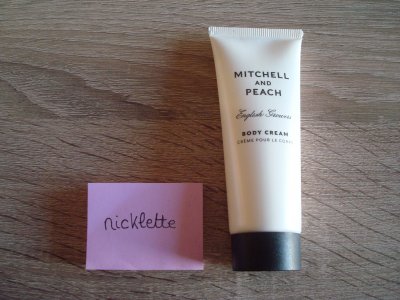 MITCHELL
AND
PEACH
English Growers
BODY CREAM
CRÈME POUR LE CORPS
nicklette